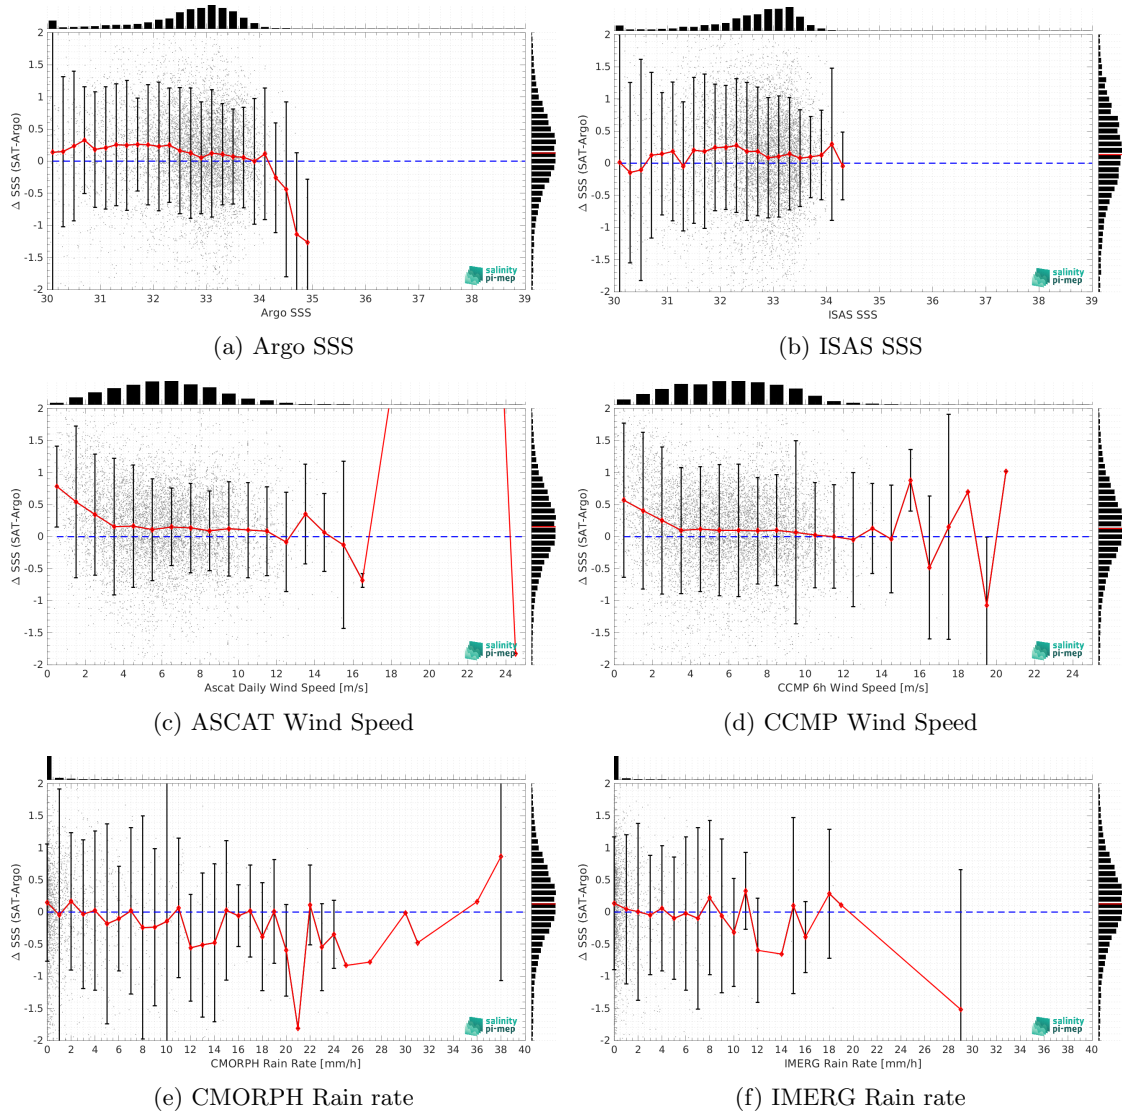 2
1.5
1
0.5
0
-0.5
-1
-1.5
-2
Δ SSS (SAT-Argo)
30 31 32 33 34 35 36 37 38 39
Argo SSS
salinity
pi-mep
(a) Argo SSS
2
1.5
1
0.5
0
-0.5
-1
-1.5
-2
Δ SSS (SAT-Argo)
30 31 32 33 34 35 36 37 38 39
ISAS SSS
salinity
pi-mep
(b) ISAS SSS
2
1.5
1
0.5
0
-0.5
-1
-1.5
-2
Δ SSS (SAT-Argo)
0 2 4 6 8 10 12 14 16 18 20 22 24
Ascat Daily Wind Speed [m/s]
salinity
pi-mep
(c) ASCAT Wind Speed
2
1.5
1
0.5
0
-0.5
-1
-1.5
-2
Δ SSS (SAT-Argo)
0 2 4 6 8 10 12 14 16 18 20 22 24
CCMP 6h Wind Speed [m/s]
salinity
pi-mep
(d) CCMP Wind Speed
2
1.5
1
0.5
0
-0.5
-1
-1.5
-2
Δ SSS (SAT-Argo)
0 2 4 6 8 10 12 14 16 18 20 22 24 26 28 30 32 34 36 38 40
CMORPH Rain Rate [mm/h]
salinity
pi-mep
(e) CMORPH Rain rate
2
1.5
1
0.5
0
-0.5
-1
-1.5
-2
Δ SSS (SAT-Argo)
0 2 4 6 8 10 12 14 16 18 20 22 24 26 28 30 32 34 36 38 40
IMERG Rain Rate [mm/h]
salinity
pi-mep
(f) IMERG Rain rate